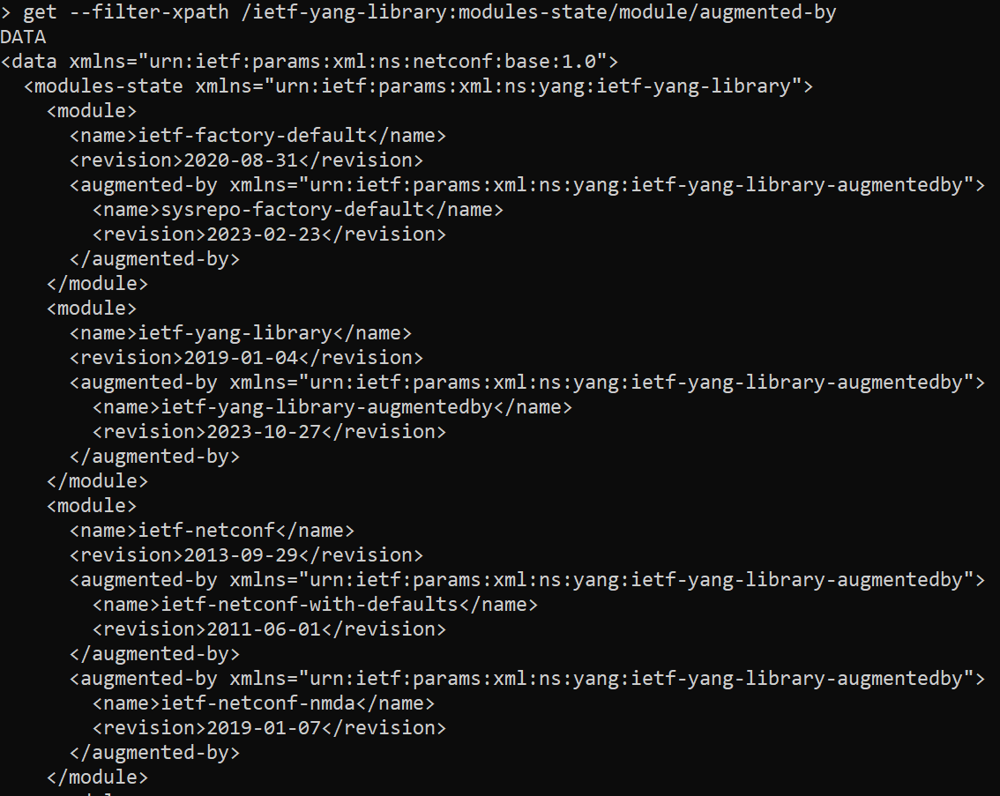 > get --filter-xpath /ietf-yang-library:modules-state/module/augmented-by
DATA
<data xmlns="urn:ietf:params:xml:ns:netconf:base:1.0">
  <modules-state xmlns="urn:ietf:params:xml:ns:yang:ietf-yang-library">
    <module>
      <name>ietf-factory-default</name>
      <revision>2020-08-31</revision>
      <augmented-by xmlns="urn:ietf:params:xml:ns:yang:ietf-yang-library-augmentedby">
        <name>sysrepo-factory-default</name>
        <revision>2023-02-23</revision>
      </augmented-by>
    </module>
    <module>
      <name>ietf-yang-library</name>
      <revision>2019-01-04</revision>
      <augmented-by xmlns="urn:ietf:params:xml:ns:yang:ietf-yang-library-augmentedby">
        <name>ietf-yang-library-augmentedby</name>
        <revision>2023-10-27</revision>
      </augmented-by>
    </module>
    <module>
      <name>ietf-netconf</name>
      <revision>2013-09-29</revision>
      <augmented-by xmlns="urn:ietf:params:xml:ns:yang:ietf-yang-library-augmentedby">
        <name>ietf-netconf-with-defaults</name>
        <revision>2011-06-01</revision>
      </augmented-by>
      <augmented-by xmlns="urn:ietf:params:xml:ns:yang:ietf-yang-library-augmentedby">
        <name>ietf-netconf-nmda</name>
        <revision>2019-01-07</revision>
      </augmented-by>
    </module>